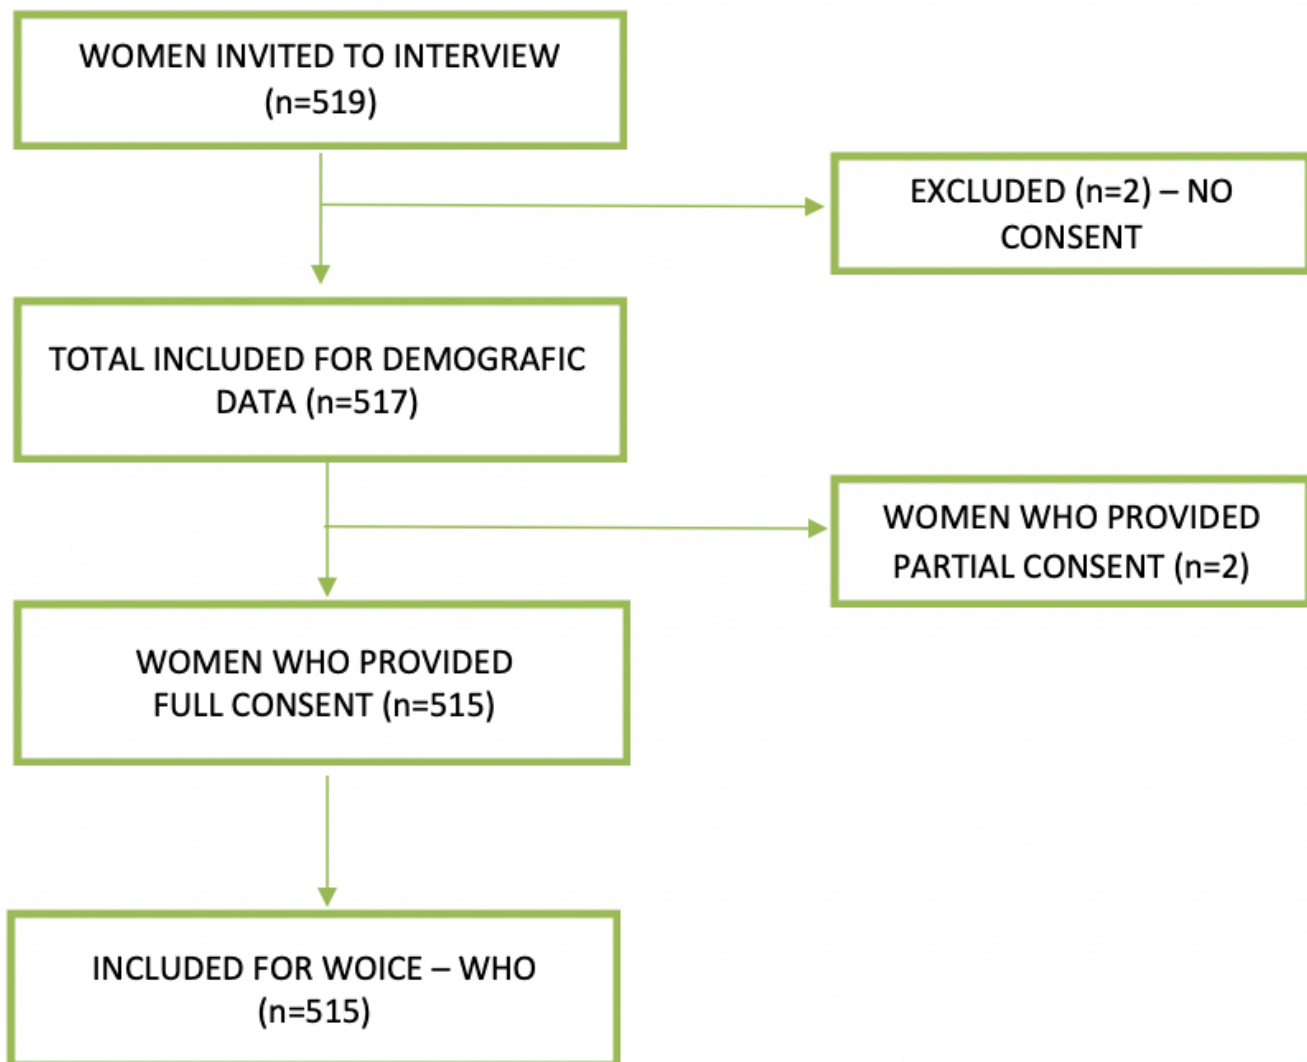 WOMEN INVITED TO INTERVIEW
(n=519)
EXCLUDED (n=2) – NO
CONSENT
TOTAL INCLUDED FOR DEMOGRAFIC
DATA (n=517)
WOMEN WHO PROVIDED
PARTIAL CONSENT (n=2)
WOMEN WHO PROVIDED
FULL CONSENT (n=515)
INCLUDED FOR WOICE – WHO
(n=515)